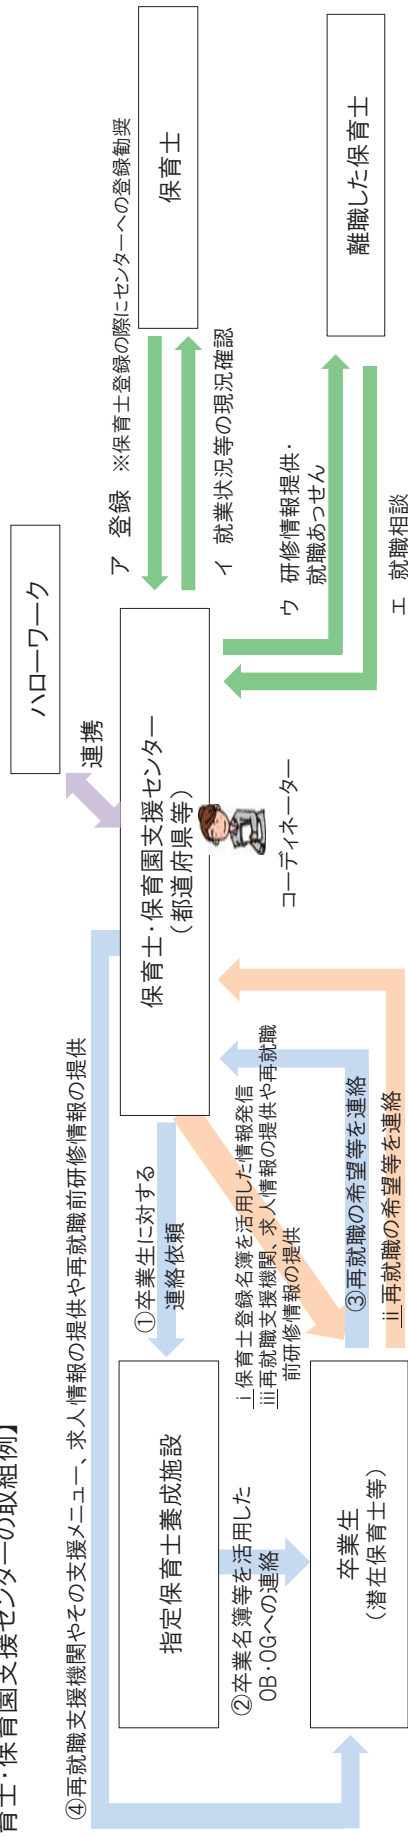 育士・保育園支援センターの取組例】
④再就職支援機関やその支援メニュー、求人情報の提供や再就職前研修情報の提供
ハローワーク
連携
指定保育士養成施設
①卒業生に対する
連絡依頼
保育士・保育園支援センター
（都道府県等）
コーディネーター
ア 登録 ※保育士登録の際にセンターへの登録勧奨
イ 就業状況等の現況確認
保育士
②卒業名簿等を活用した
OB・OGへの連絡
i 保育士登録名簿を活用した情報発信
iii 再就職支援機関、求人情報の提供や再就職
前研修情報の提供
ウ 研修情報提供・
就職あっせん
エ 就職相談
離職した保育士
卒業生
（潜在保育士等）
③再就職の希望等を連絡
ii 再就職の希望等を連絡